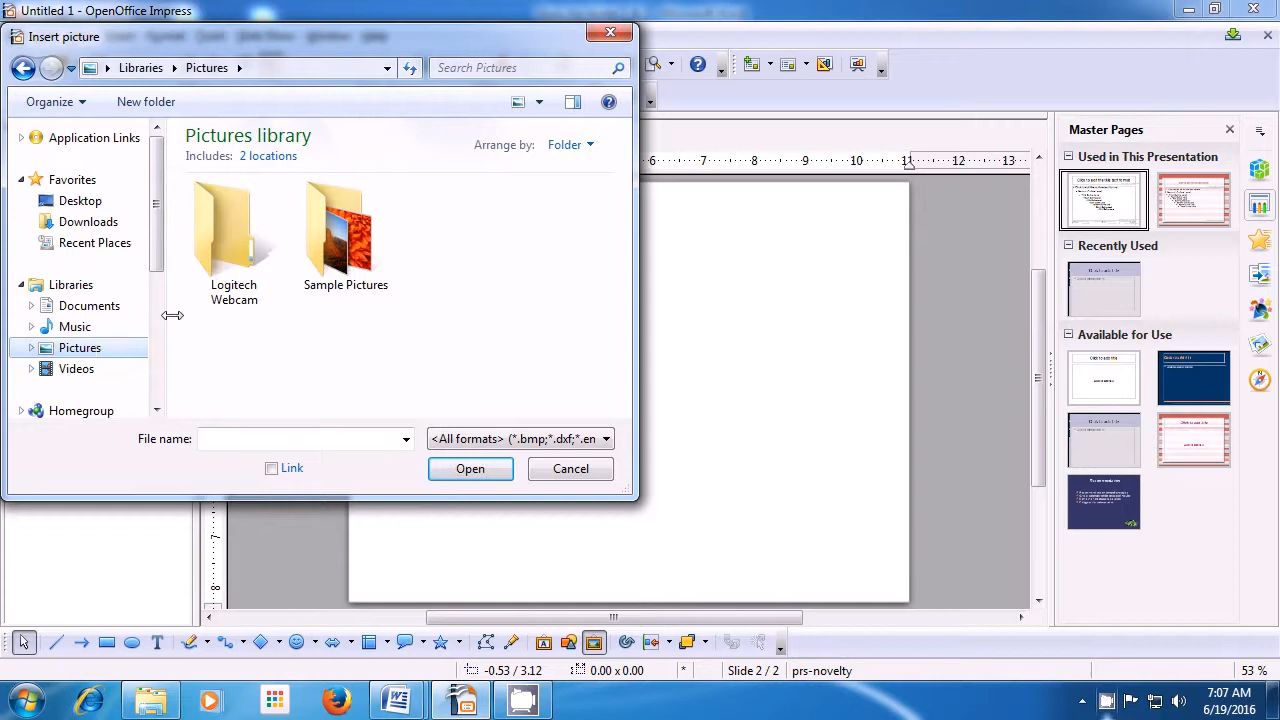 Untitled 1 - OpenOffice Impress
Insert picture
Libraries
Pictures
Search Pictures
Organize
New folder
Application Links
Favorites
Desktop
Downloads
Recent Places
Libraries
Documents
Music
Pictures
Videos
Homegroup
Pictures library
Includes: 2 locations
Arrange by: Folder
Logitech
Webcam
Sample Pictures
File name:
<All formats> (*.bmp;*.dxf;*.en
Link
Open
Cancel
6 7 8 9 10 11 12 13
7
8
Master Pages
Used in This Presentation
Recently Used
Available for Use
-0.53 / 3.12
0.00 x 0.00
*
Slide 2 / 2
prs-novelty
53 %
7:07 AM
6/19/2016